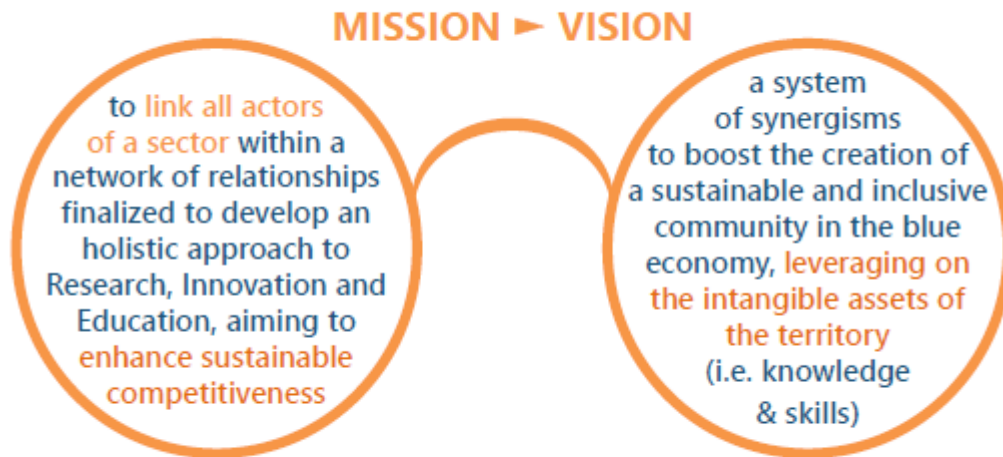 MISSION ► VISION
to link all actors
of a sector within a
network of relationships
finalized to develop an
holistic approach to
Research, Innovation and
Education, aiming to
enhance sustainable
competitiveness
a system
of synergisms
to boost the creation of
a sustainable and inclusive
community in the blue
economy, leveraging on
the intangible assets of
the territory
(i.e. knowledge
& skills)